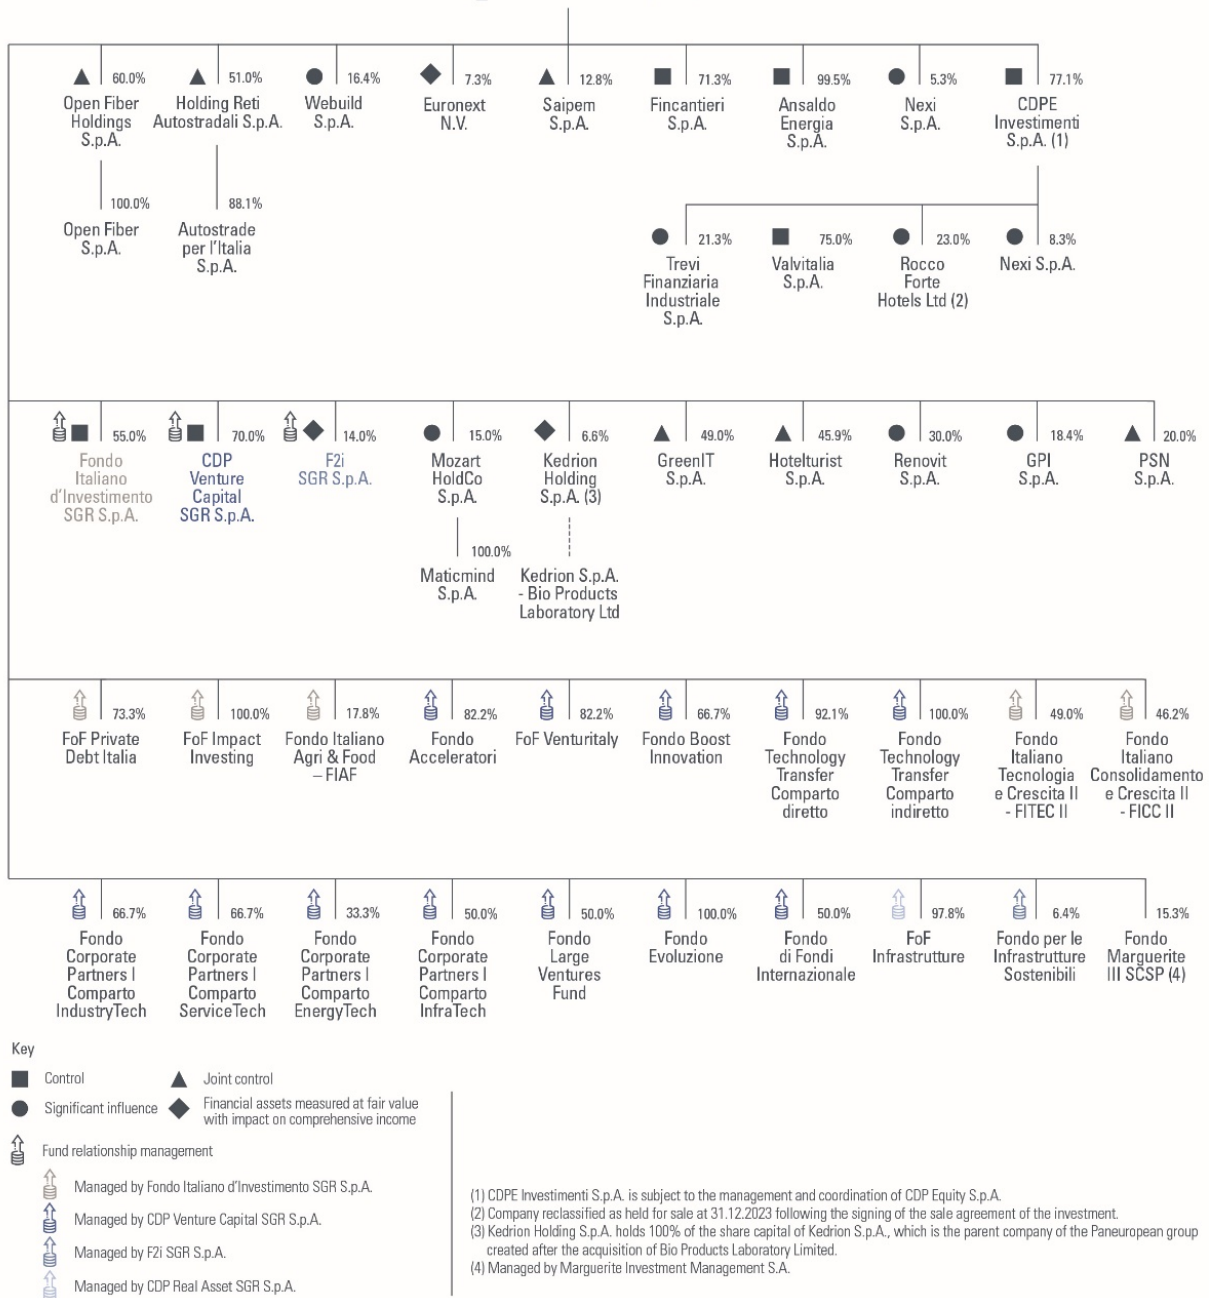 60.0%
Open Fiber
Holdings
S.p.A.
51.0%
Holding Reti
Autostradali S.p.A.
16.4%
Webuild
S.p.A.
7.3%
Euronext
N.V.
12.8%
Saipem
S.p.A.
71.3%
Fincantieri
S.p.A.
99.5%
Ansaldo
Energia
S.p.A.
5.3%
Nexi
S.p.A.
77.1%
CDPE
Investimenti
S.p.A. (1)
100.0%
Open Fiber
S.p.A.
88.1%
Autostrade
per l'Italia
S.p.A.
21.3%
Trevi
Finanziaria
Industriale
S.p.A.
75.0%
Valvitalia
S.p.A.
23.0%
Rocco
Forte
Hotels Ltd (2)
8.3%
Nexi S.p.A.
55.0%
Fondo
Italiano
d'Investimento
SGR S.p.A.
70.0%
CDP
Venture
Capital
SGR S.p.A.
14.0%
F2i
SGR S.p.A.
15.0%
Mozart
HoldCo
S.p.A.
6.6%
Kedrion
Holding
S.p.A. (3)
49.0%
GreenIT
S.p.A.
45.9%
Hotelturist
S.p.A.
30.0%
Renovit
S.p.A.
18.4%
GPI
S.p.A.
20.0%
PSN
S.p.A.
100.0%
Maticmind
S.p.A.
Kedrion S.p.A.
- Bio Products
Laboratory Ltd
73.3%
FoF Private
Debt Italia
100.0%
FoF Impact
Investing
17.8%
Fondo Italiano
Agri & Food
– FIAF
82.2%
Fondo
Acceleratori
82.2%
FoF Venturitaly
66.7%
Fondo Boost
Innovation
92.1%
Fondo
Technology
Transfer
Comparto
diretto
100.0%
Fondo
Technology
Transfer
Comparto
indiretto
49.0%
Fondo
Italiano
Tecnologia
e Crescita II
- FITEC II
46.2%
Fondo
Italiano
Consolidamento
e Crescita II
- FICC II
66.7%
Fondo
Corporate
Partners I
Comparto
IndustryTech
66.7%
Fondo
Corporate
Partners I
Comparto
ServiceTech
33.3%
Fondo
Corporate
Partners I
Comparto
EnergyTech
50.0%
Fondo
Corporate
Partners I
Comparto
InfraTech
50.0%
Fondo
Large
Ventures
Fund
100.0%
Fondo
Evoluzione
50.0%
Fondo
di Fondi
Internazionale
97.8%
FoF
Infrastrutture
6.4%
Fondo per le
Infrastrutture
Sostenibili
15.3%
Fondo
Marguerite
III SCSP (4)
Key
Control
Joint control
Significant influence
Financial assets measured at fair value
with impact on comprehensive income
Fund relationship management
Managed by Fondo Italiano d'Investimento SGR S.p.A.
Managed by CDP Venture Capital SGR S.p.A.
Managed by F2i SGR S.p.A.
Managed by CDP Real Asset SGR S.p.A.
(1) CDPE Investimenti S.p.A. is subject to the management and coordination of CDP Equity S.p.A.
(2) Company reclassified as held for sale at 31.12.2023 following the signing of the sale agreement of the investment.
(3) Kedrion Holding S.p.A. holds 100% of the share capital of Kedrion S.p.A., which is the parent company of the Paneuropean group
created after the acquisition of Bio Products Laboratory Limited.
(4) Managed by Marguerite Investment Management S.A.